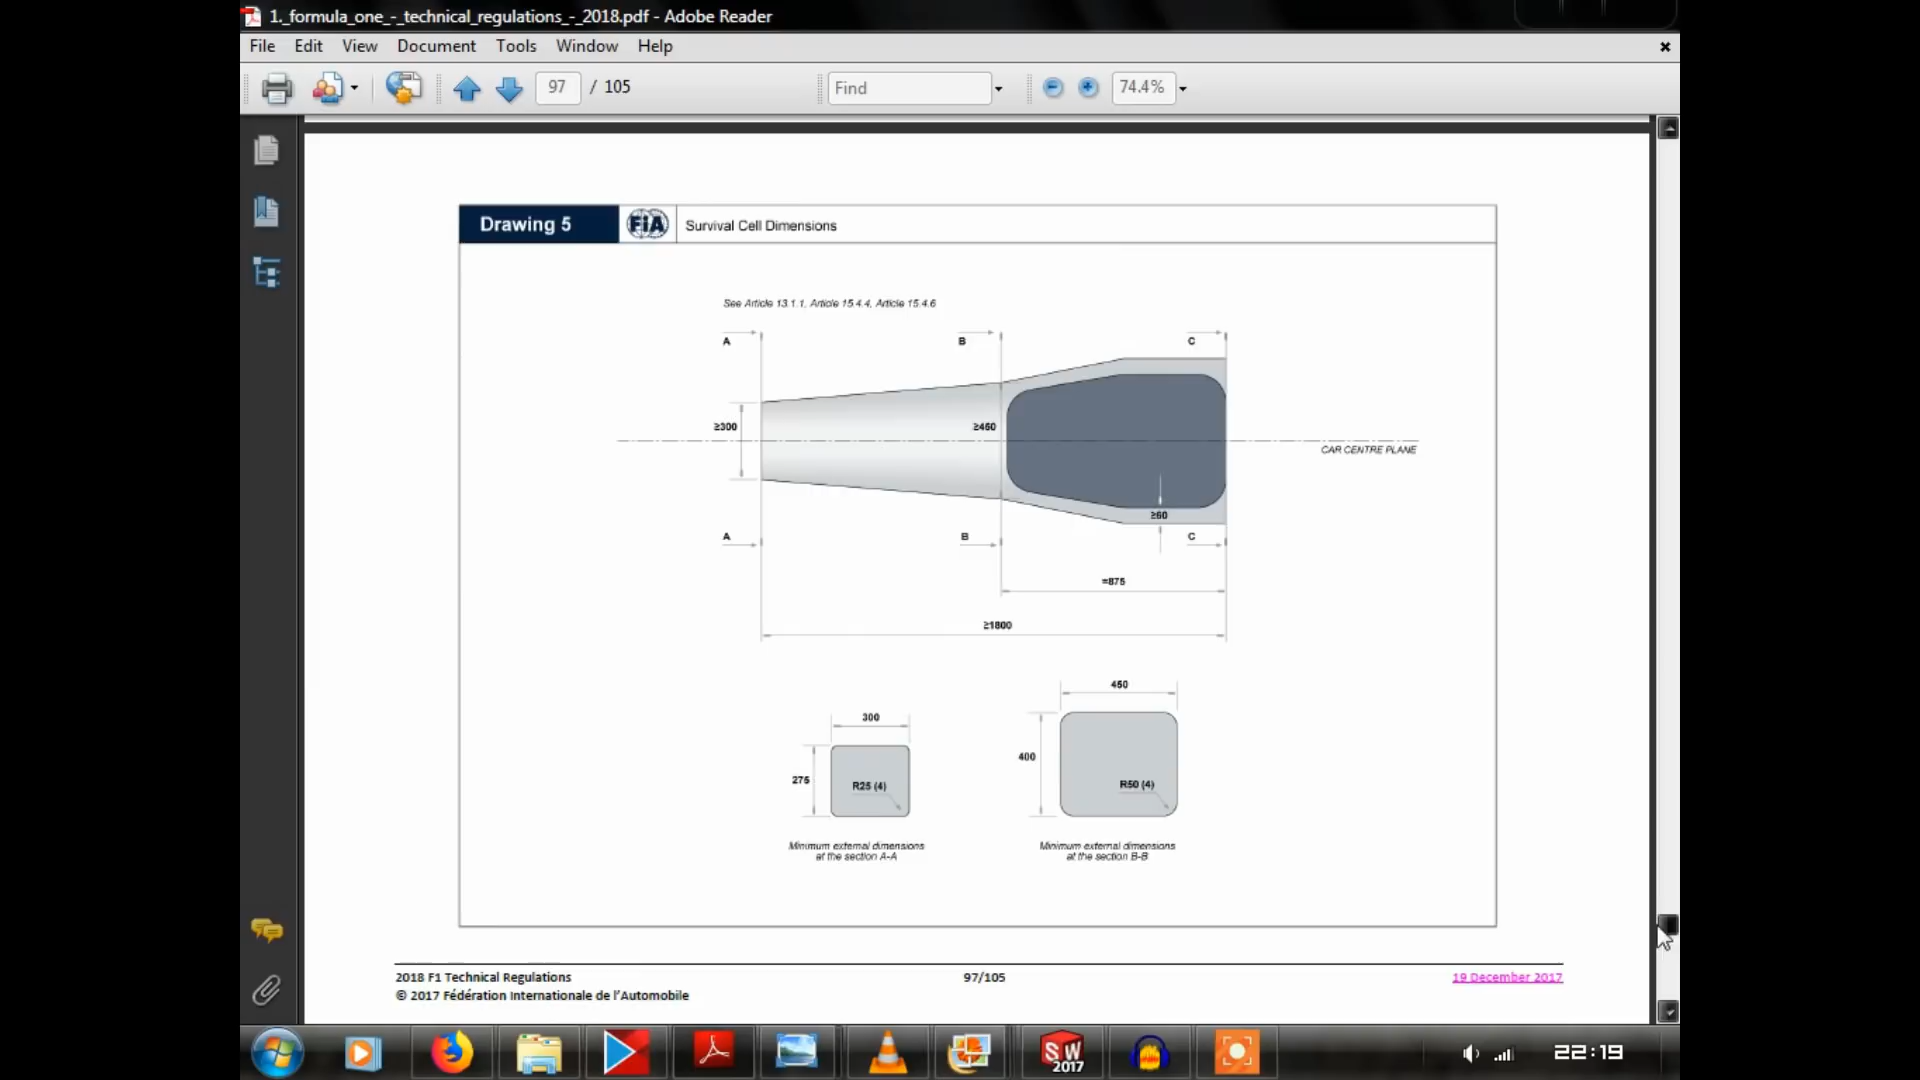 1._formula_one_-_technical_regulations_-_2018.pdf - Adobe Reader
File Edit View Document Tools Window Help
97 / 105 Find 74.4%
Drawing 5 FiA Survival Cell Dimensions
See Article 13.1.1, Article 15.4.4, Article 15.4.6
A B C
≥300 ≥450
CAR CENTRE PLANE
≥60
A B C
=875
≥1800
450
300
400
275
R25 (4) R50 (4)
Minimum external dimensions
at the section A-A
Minimum external dimensions
at the section B-B
2018 F1 Technical Regulations 97/105 19 December 2017
© 2017 Fédération Internationale de l'Automobile
SW
2017
22:19